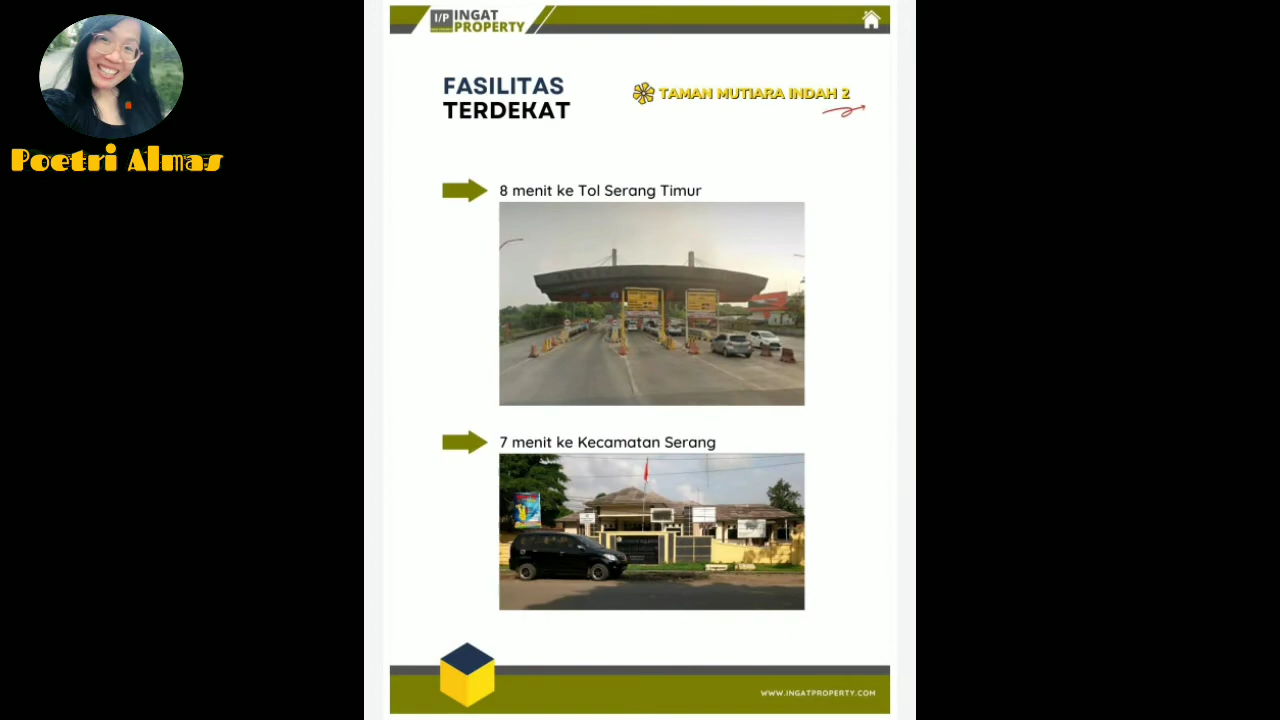 I/P
INGAT
PROPERTY
FASILITAS
TERDEKAT
TAMAN MUTIARA INDAH 2
Poetri Almas
8 menit ke Tol Serang Timur
7 menit ke Kecamatan Serang
WWW.INGATPROPERTY.COM